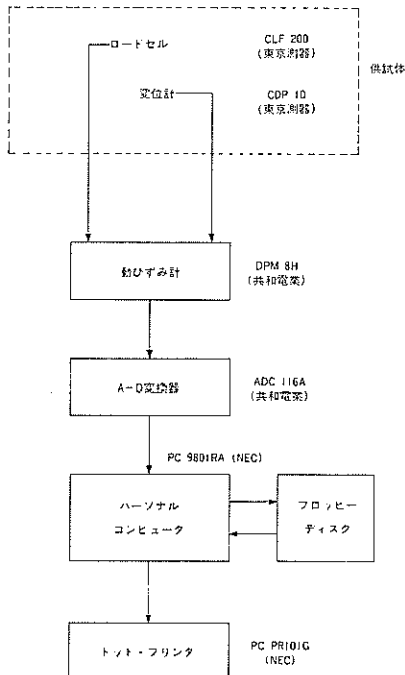 ロードセル
CLF 200
(東京測器)
供試体
変位計
CDP 10
(東京測器)
動ひずみ計
DPM 8H
(共和電業)
A-D変換器
ADC 116A
(共和電業)
PC 9801RA (NEC)
パーソナル
コンピュータ
フロッピー
ディスク
ドット・プリンタ
PC PR101G
(NEC)